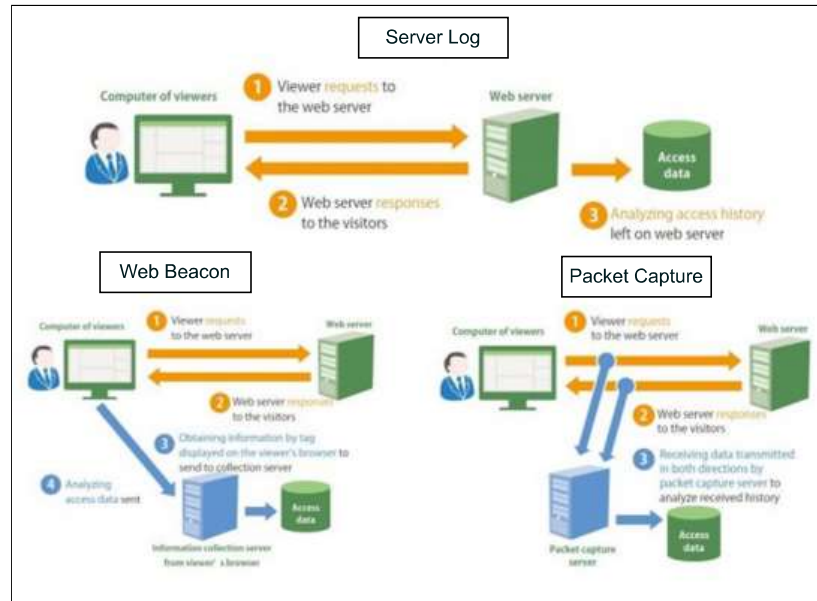 Server Log
Computer of viewers
1 Viewer requests to
the web server
Web server
Access
data
2 Web server responses
to the visitors
3 Analyzing access history
left on web server
Web Beacon
Computer of viewers
1 Viewer requests
to the web server
Web server
2 Web server responses
to the visitors
3 Obtaining information by tag
displayed on the viewer's browser to
send to collection server
4 Analyzing
access data sent
Access
data
Information collection server
from viewer' s browser
Packet Capture
Computer of viewers
1 Viewer requests
to the web server
Web server
2 Web server responses
to the visitors
3 Receiving data transmitted
in both directions by
packet capture server to
analyze received history
Packet capture
server
Access
data